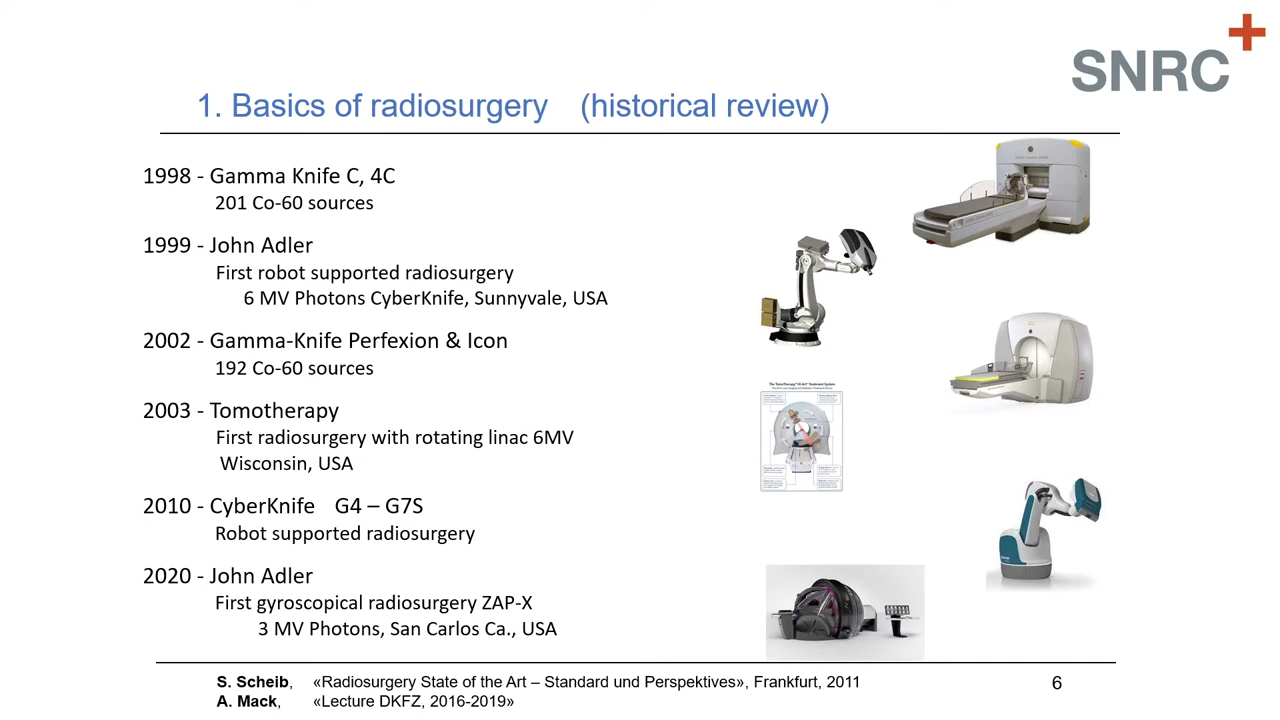 SNRC
1. Basics of radiosurgery (historical review)
1998 - Gamma Knife C, 4C
201 Co-60 sources
1999 - John Adler
First robot supported radiosurgery
6 MV Photons CyberKnife, Sunnyvale, USA
2002 - Gamma-Knife Perfexion & Icon
192 Co-60 sources
2003 - Tomotherapy
First radiosurgery with rotating linac 6MV
Wisconsin, USA
2010 - CyberKnife G4 – G7S
Robot supported radiosurgery
2020 - John Adler
First gyroscopical radiosurgery ZAP-X
3 MV Photons, San Carlos Ca., USA
S. Scheib, «Radiosurgery State of the Art – Standard und Perspektives», Frankfurt, 2011
A. Mack, «Lecture DKFZ, 2016-2019»
6